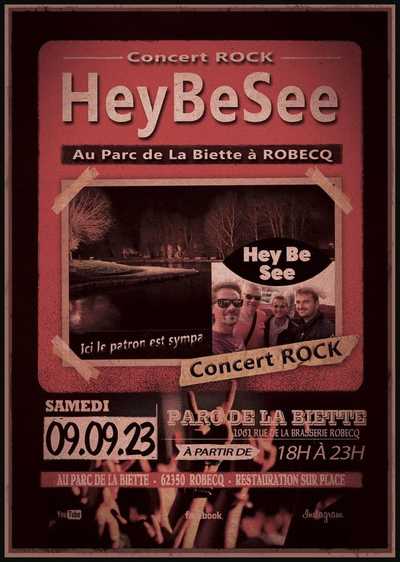 Concert ROCK
HeyBeSee
Au Parc de La Biette à ROBECQ
Hey Be
See
Ici le patron est sympa
Concert ROCK
SAMEDI
09.09.23
PARC DE LA BIETTE
1061 RUE DE LA BRASSERIE ROBECQ
À PARTIR DE
18H À 23H
AU PARC DE LA BIETTE - 62350 ROBECQ - RESTAURATION SUR PLACE
YouTube
facebook
Instagram